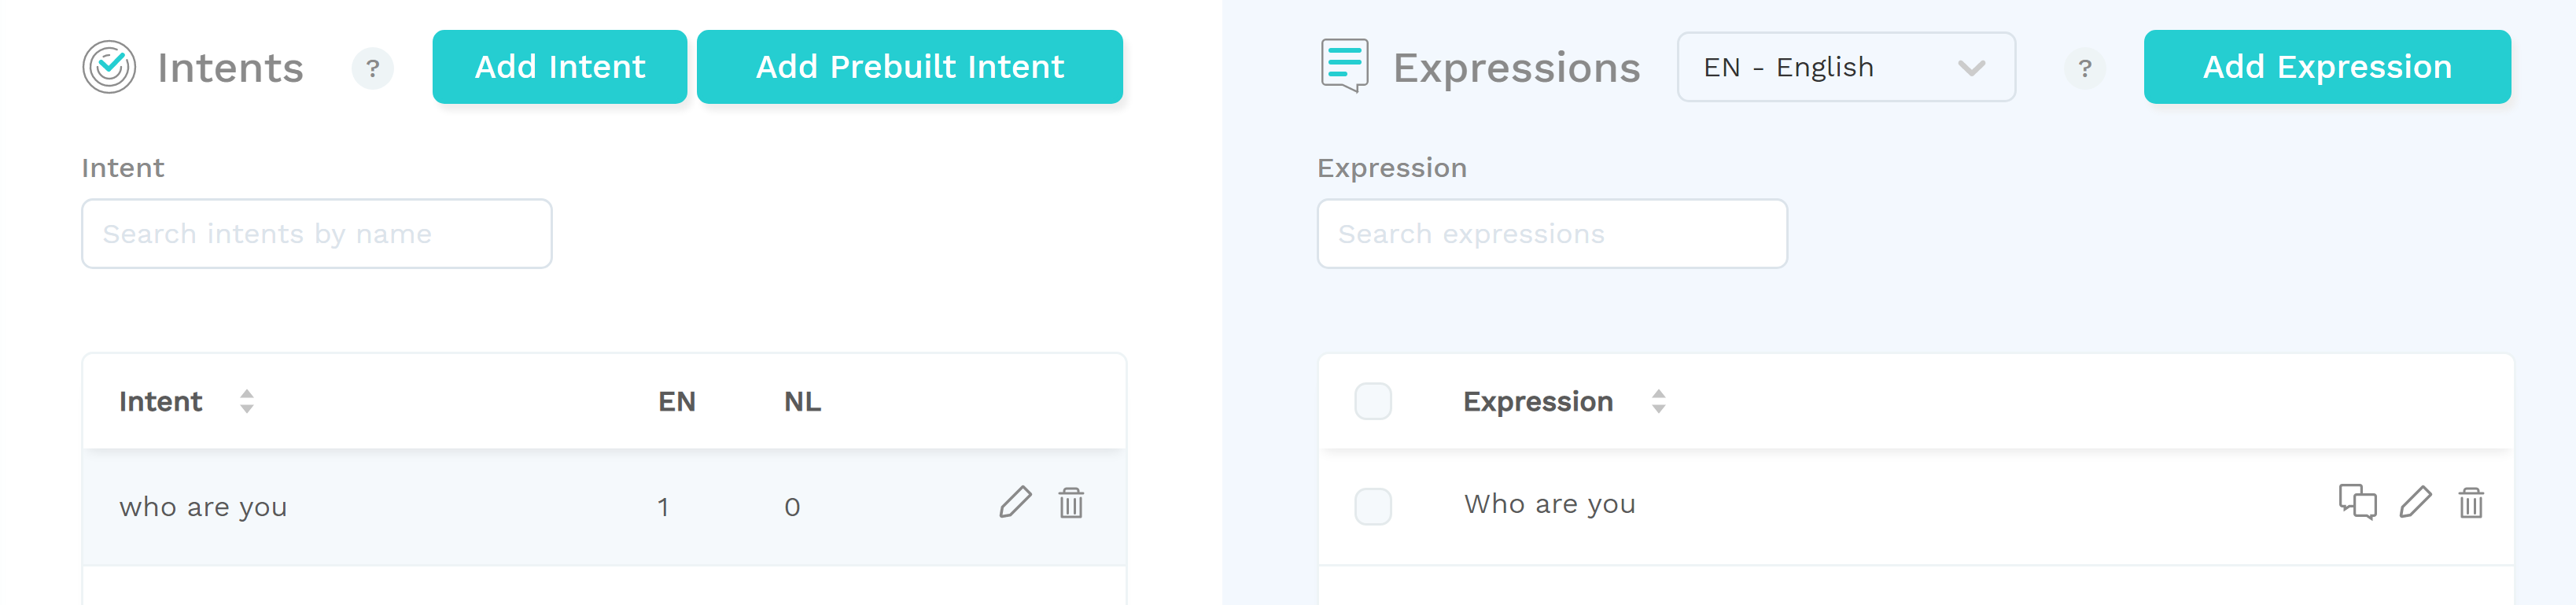 Intents ? Add Intent Add Prebuilt Intent
Intent
Search intents by name
Intent EN NL
who are you 1 0
Expressions EN - English ? Add Expression
Expression
Search expressions
Expression
Who are you